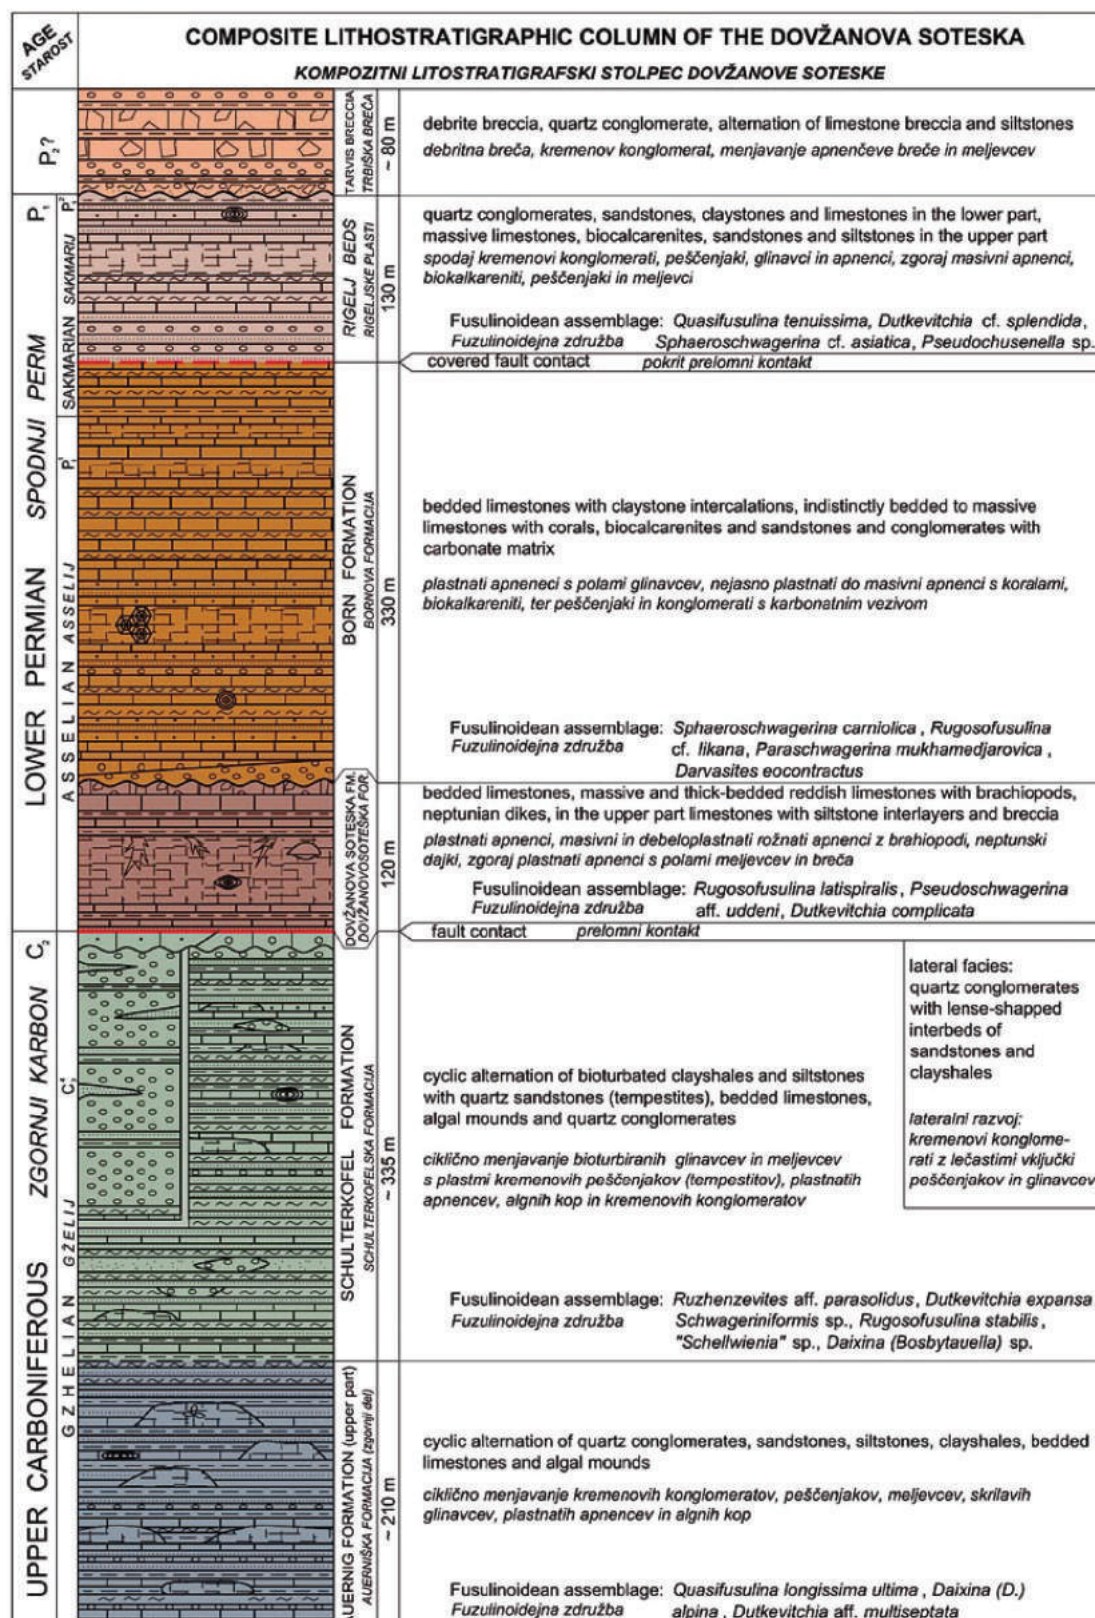 AGE
STAROST
COMPOSITE LITHOSTRATIGRAPHIC COLUMN OF THE DOVŽANOVA SOTESKA
KOMPOZITNI LITOSTRATIGRAFSKI STOLPEC DOVŽANOVE SOTESKE
P₂ ?
TARVIS BRECCIA
TRBIŠKA BREČA
~ 80 m
debrite breccia, quartz conglomerate, alternation of limestone breccia and siltstones
debritna breča, kremenov konglomerat, menjavanje apnenčeve breče in meljevcev
LOWER PERMIAN
SPODNJI PERM
P₁
SAKMARIAN
SAKMARIJ
P₁²
RIGELJ BEDS
RIGELJSKE PLASTI
130 m
quartz conglomerates, sandstones, claystones and limestones in the lower part,
massive limestones, biocalcarenites, sandstones and siltstones in the upper part
spodaj kremenovi konglomerati, peščenjaki, glinavci in apnenci, zgoraj masivni apnenci,
biokalkareniti, peščenjaki in meljevci
Fusulinoidean assemblage: Quasifusulina tenuissima, Dutkevitchia cf. splendida,
Fuzulinoidejna združba Sphaeroschwagerina cf. asiatica, Pseudochusenella sp.
covered fault contact pokrit prelomni kontakt
ASSELIAN
ASELIJ
P₁¹
BORN FORMATION
BORNOVA FORMACIJA
330 m
bedded limestones with claystone intercalations, indistinctly bedded to massive
limestones with corals, biocalcarenites and sandstones and conglomerates with
carbonate matrix
plastnati apneneci s polami glinavcev, nejasno plastnati do masivni apnenci s koralami,
biokalkareniti, ter peščenjaki in konglomerati s karbonatnim vezivom
Fusulinoidean assemblage: Sphaeroschwagerina carniolica , Rugosofusulina
Fuzulinoidejna združba cf. likana, Paraschwagerina mukhamedjarovica ,
Darvasites eocontractus
DOVŽANOVA SOTESKA FM.
DOVŽANOVOSOTEŠKA FOR.
120 m
bedded limestones, massive and thick-bedded reddish limestones with brachiopods,
neptunian dikes, in the upper part limestones with siltstone interlayers and breccia
plastnati apnenci, masivni in debeloplastnati rožnati apnenci z brahiopodi, neptunski
dajki, zgoraj plastnati apnenci s polami meljevcev in breča
Fusulinoidean assemblage: Rugosofusulina latispiralis , Pseudoschwagerina
Fuzulinoidejna združba aff. uddeni, Dutkevitchia complicata
fault contact prelomni kontakt
UPPER CARBONIFEROUS
ZGORNJI KARBON
C₂
GZHELIAN
GŽELIJ
SCHULTERKOFEL FORMATION
SCHULTERKOFELSKA FORMACIJA
~ 335 m
cyclic alternation of bioturbated clayshales and siltstones
with quartz sandstones (tempestites), bedded limestones,
algal mounds and quartz conglomerates
ciklično menjavanje bioturbiranih glinavcev in meljevcev
s plastmi kremenovih peščenjakov (tempestitov), plastnatih
apnencev, algnih kop in kremenovih konglomeratov
lateral facies:
quartz conglomerates
with lense-shapped
interbeds of
sandstones and
clayshales
lateralni razvoj:
kremenovi konglome-
rati z lečastimi vključki
peščenjakov in glinavcev
Fusulinoidean assemblage: Ruzhenzevites aff. parasolidus , Dutkevitchia expansa
Fuzulinoidejna združba Schwageriniformis sp., Rugosofusulina stabilis ,
"Schellwienia" sp., Daixina (Bosbytauella) sp.
AUERNIG FORMATION (upper part)
AUERNIŠKA FORMACIJA (zgornji del)
~ 210 m
cyclic alternation of quartz conglomerates, sandstones, siltstones, clayshales, bedded
limestones and algal mounds
ciklično menjavanje kremenovih konglomeratov, peščenjakov, meljevcev, skrilavih
glinavcev, plastnatih apnencev in algnih kop
Fusulinoidean assemblage: Quasifusulina longissima ultima , Daixina (D.)
Fuzulinoidejna združba alpina , Dutkevitchia aff. multiseptata